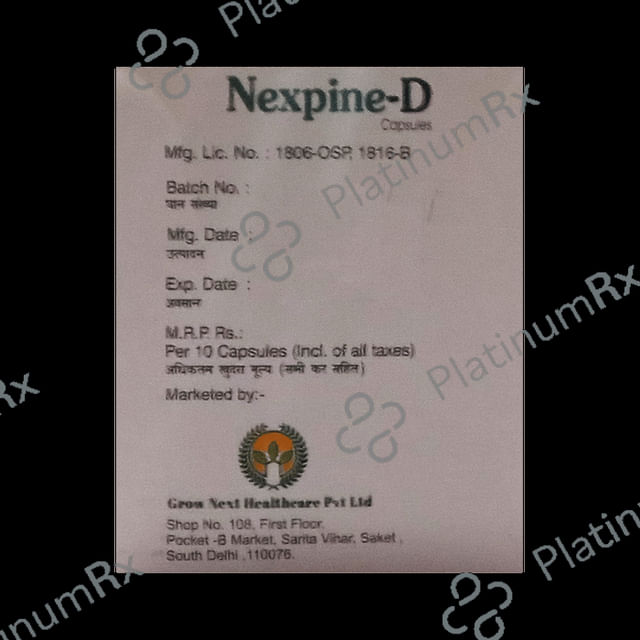 Nexpine-D
Capsules
Mfg. Lic. No. : 1806-OSP, 1816-B
Batch No. :
पान संख्या
Mfg. Date :
उत्पादन
Exp. Date :
अवसान
M.R.P. Rs.:
Per 10 Capsules (Incl. of all taxes)
अधिकतम खुदरा मूल्य (सभी कर सहित)
Marketed by:-
Grow Next Healthcare Pvt Ltd
Shop No. 108, First Floor,
Pocket -B Market, Sarita Vihar, Saket ,
South Delhi ,110076.
PlatinumRx
PlatinumRx
PlatinumRx